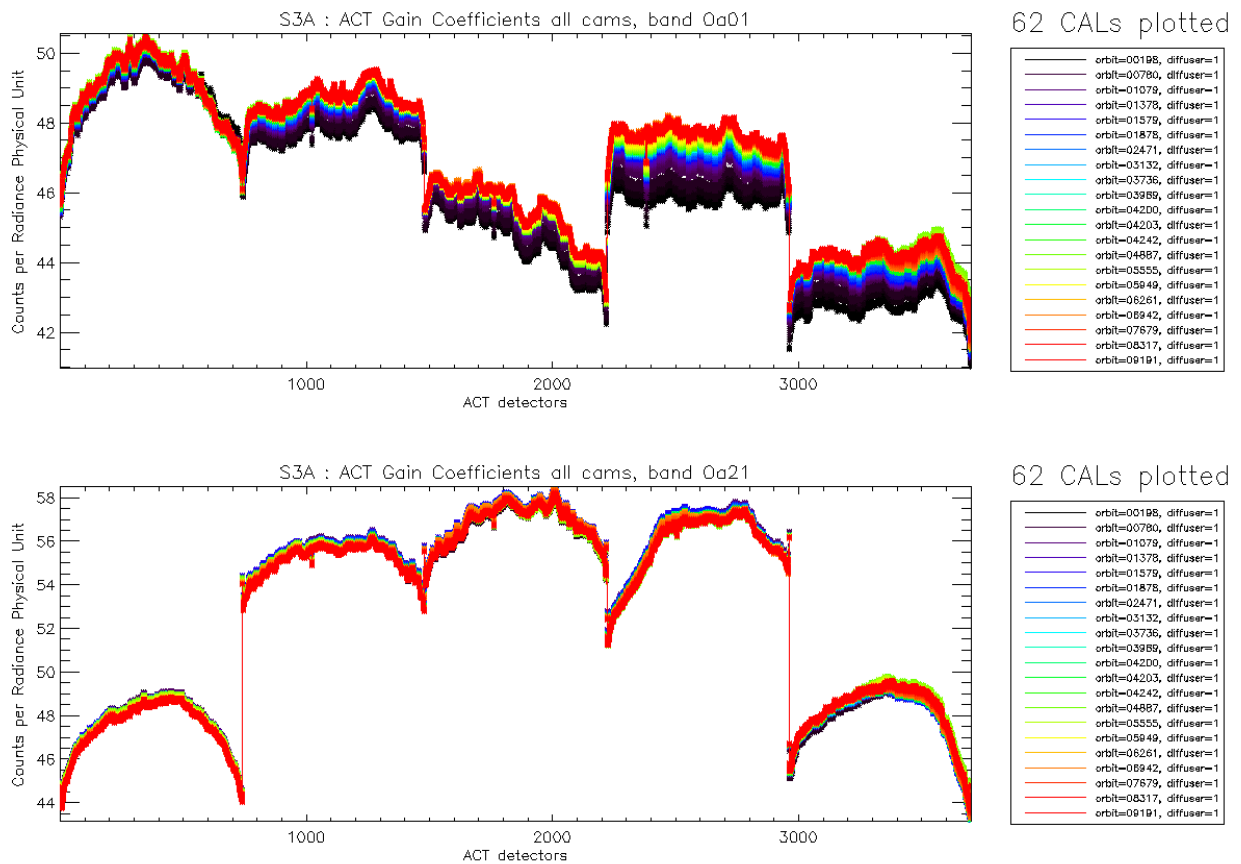 S3A : ACT Gain Coefficients all cams, band Oa01
62 CALs plotted
Counts per Radiance Physical Unit
50
48
46
44
42
1000
2000
3000
ACT detectors
orbit=00198, diffuser=1
orbit=00780, diffuser=1
orbit=01079, diffuser=1
orbit=01378, diffuser=1
orbit=01579, diffuser=1
orbit=01878, diffuser=1
orbit=02471, diffuser=1
orbit=03132, diffuser=1
orbit=03736, diffuser=1
orbit=03989, diffuser=1
orbit=04200, diffuser=1
orbit=04203, diffuser=1
orbit=04242, diffuser=1
orbit=04887, diffuser=1
orbit=05555, diffuser=1
orbit=05949, diffuser=1
orbit=06261, diffuser=1
orbit=06942, diffuser=1
orbit=07679, diffuser=1
orbit=08317, diffuser=1
orbit=09191, diffuser=1
S3A : ACT Gain Coefficients all cams, band Oa21
62 CALs plotted
Counts per Radiance Physical Unit
58
56
54
52
50
48
46
44
1000
2000
3000
ACT detectors
orbit=00198, diffuser=1
orbit=00780, diffuser=1
orbit=01079, diffuser=1
orbit=01378, diffuser=1
orbit=01579, diffuser=1
orbit=01878, diffuser=1
orbit=02471, diffuser=1
orbit=03132, diffuser=1
orbit=03736, diffuser=1
orbit=03989, diffuser=1
orbit=04200, diffuser=1
orbit=04203, diffuser=1
orbit=04242, diffuser=1
orbit=04887, diffuser=1
orbit=05555, diffuser=1
orbit=05949, diffuser=1
orbit=06261, diffuser=1
orbit=06942, diffuser=1
orbit=07679, diffuser=1
orbit=08317, diffuser=1
orbit=09191, diffuser=1